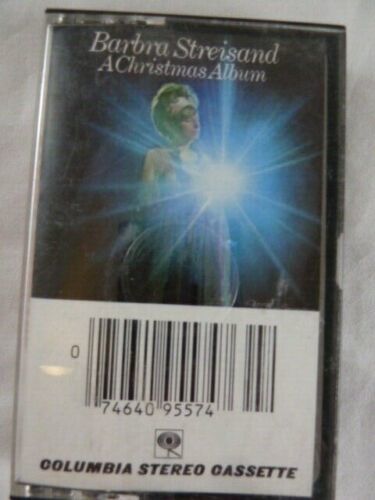 Barbra Streisand
A Christmas Album
0
74640 95574
COLUMBIA STEREO CASSETTE